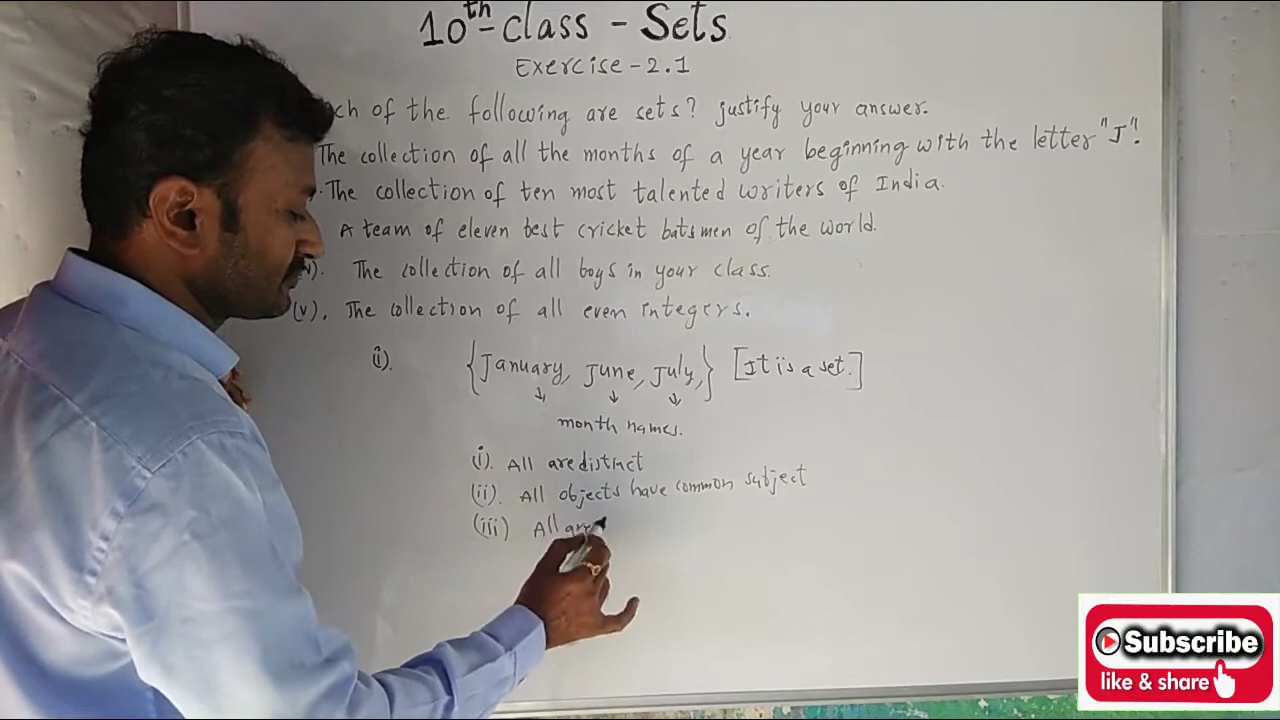 10th - class - Sets
Exercise - 2.1
of the following are sets? justify your answer.
The collection of all the months of a year beginning with the letter "J".
The collection of ten most talented writers of India.
A team of eleven best cricket batsmen of the world.
The collection of all boys in your class.
(v). The collection of all even integers.
(i). {January, June, July,} [It is a set.]
↓ ↓ ↓
month names.
(i). All are distinct
(ii). All objects have common subject
(iii) All are
Subscribe
like & share